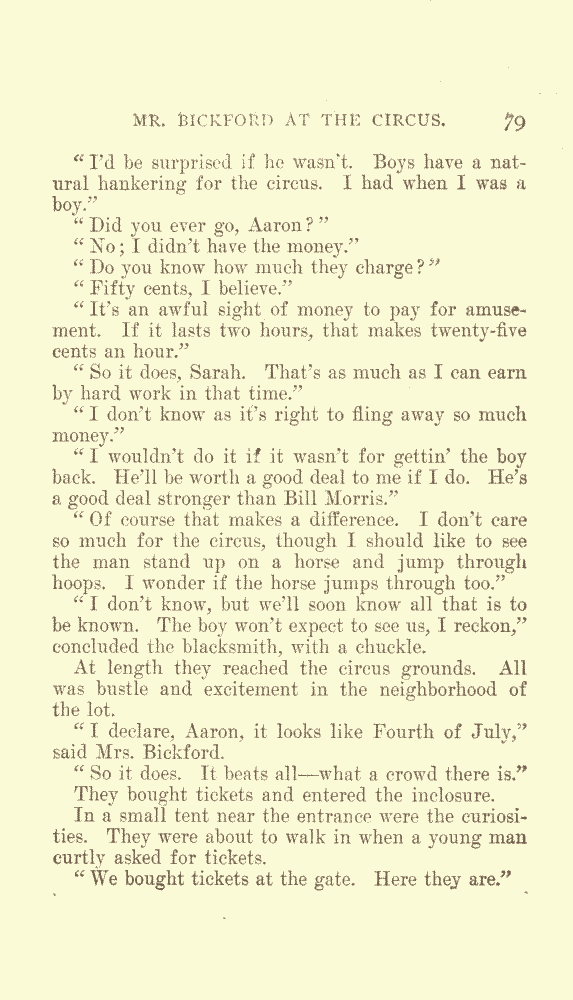 MR. BICKFORD AT THE CIRCUS. 79
“I’d be surprised if he wasn’t. Boys have a nat-
ural hankering for the circus. I had when I was a
boy.”
“Did you ever go, Aaron?”
“No; I didn’t have the money.”
“Do you know how much they charge?”
“Fifty cents, I believe.”
“It’s an awful sight of money to pay for amuse-
ment. If it lasts two hours, that makes twenty-five
cents an hour.”
“So it does, Sarah. That’s as much as I can earn
by hard work in that time.”
“I don’t know as it’s right to fling away so much
money.”
“I wouldn’t do it if it wasn’t for gettin’ the boy
back. He’ll be worth a good deal to me if I do. He’s
a good deal stronger than Bill Morris.”
“Of course that makes a difference. I don’t care
so much for the circus, though I should like to see
the man stand up on a horse and jump through
hoops. I wonder if the horse jumps through too.”
“I don’t know, but we’ll soon know all that is to
be known. The boy won’t expect to see us, I reckon,”
concluded the blacksmith, with a chuckle.
At length they reached the circus grounds. All
was bustle and excitement in the neighborhood of
the lot.
“I declare, Aaron, it looks like Fourth of July,”
said Mrs. Bickford.
“So it does. It beats all—what a crowd there is.”
They bought tickets and entered the inclosure.
In a small tent near the entrance were the curiosi-
ties. They were about to walk in when a young man
curtly asked for tickets.
“We bought tickets at the gate. Here they are.”